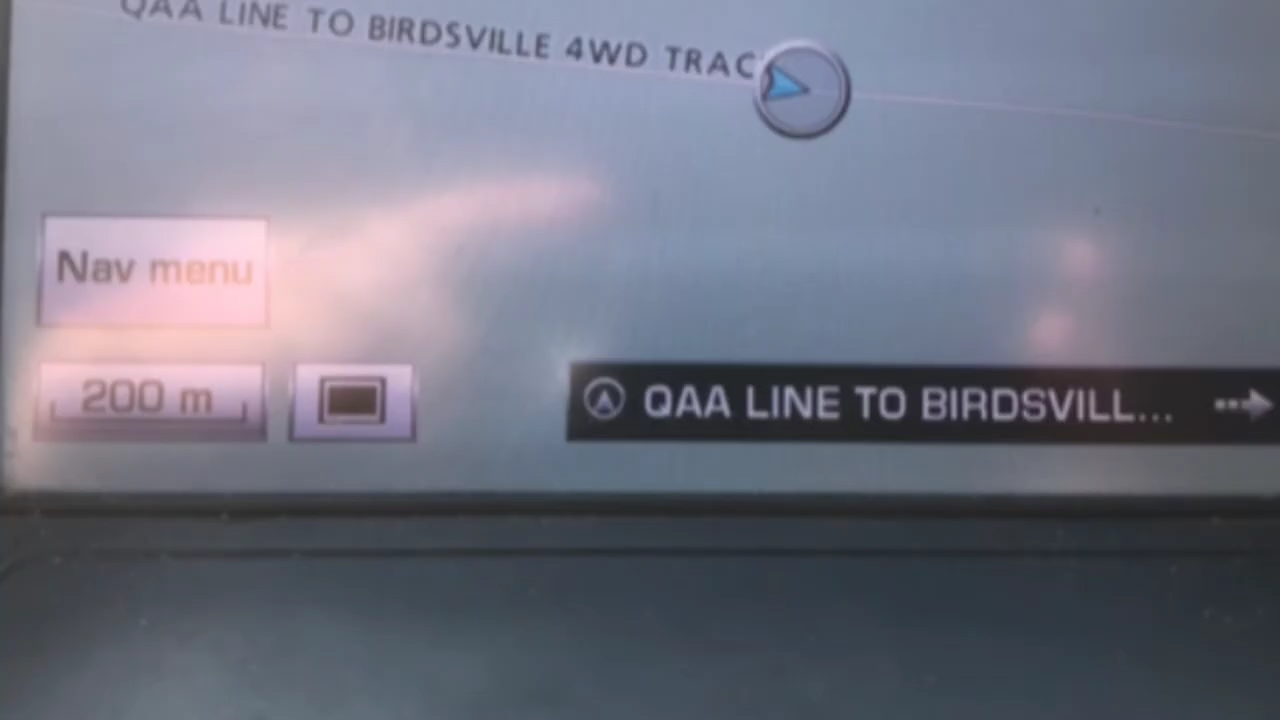 QAA LINE TO BIRDSVILLE 4WD TRAC
Nav menu
200 m
QAA LINE TO BIRDSVILL...